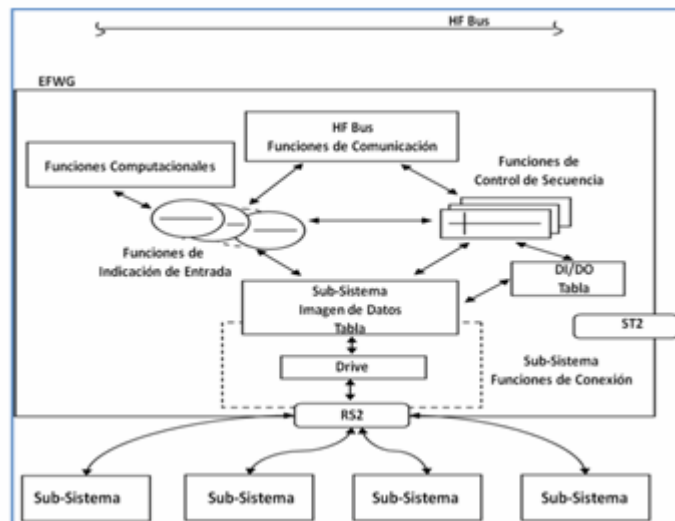 HF Bus
EFWG
HF Bus
Funciones de Comunicación
Funciones Computacionales
Funciones de
Control de Secuencia
Funciones de
Indicación de Entrada
Sub-Sistema
Imagen de Datos
Tabla
DI/DO
Tabla
ST2
Drive
Sub-Sistema
Funciones de Conexión
RS2
Sub-Sistema
Sub-Sistema
Sub-Sistema
Sub-Sistema